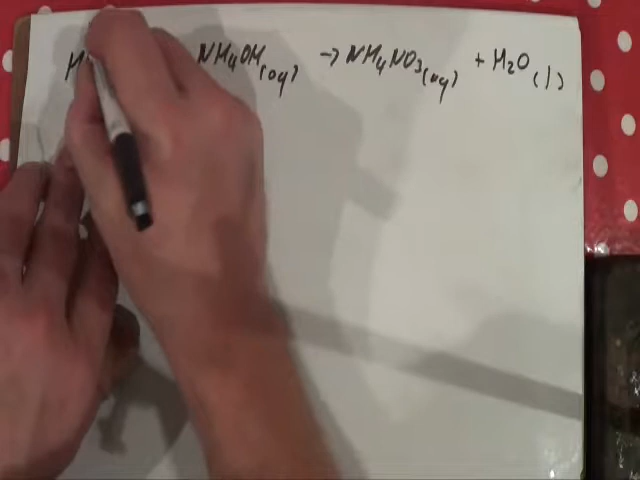 H NH₄OH(aq) → NH₄NO₃(aq) + H₂O (l)